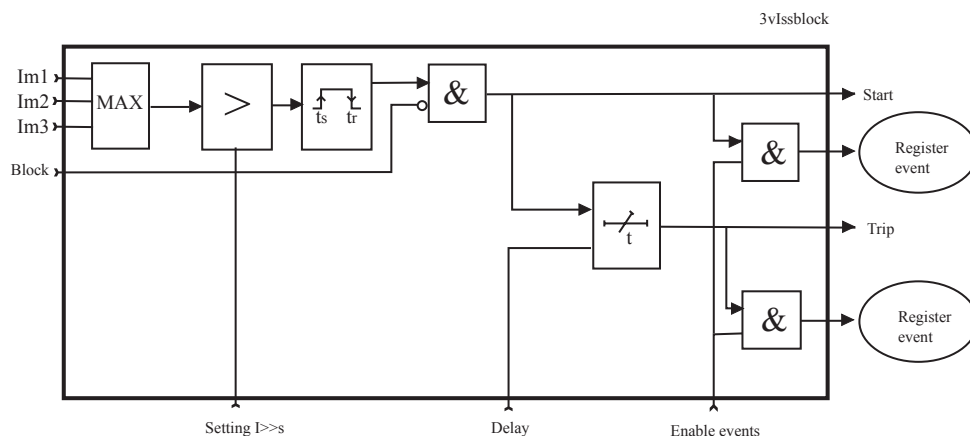 3vIssblock
Im1
Im2
Im3
MAX
>
ts
tr
&
Start
Block
&
Register
event
t
Trip
&
Register
event
Setting I>>s
Delay
Enable events